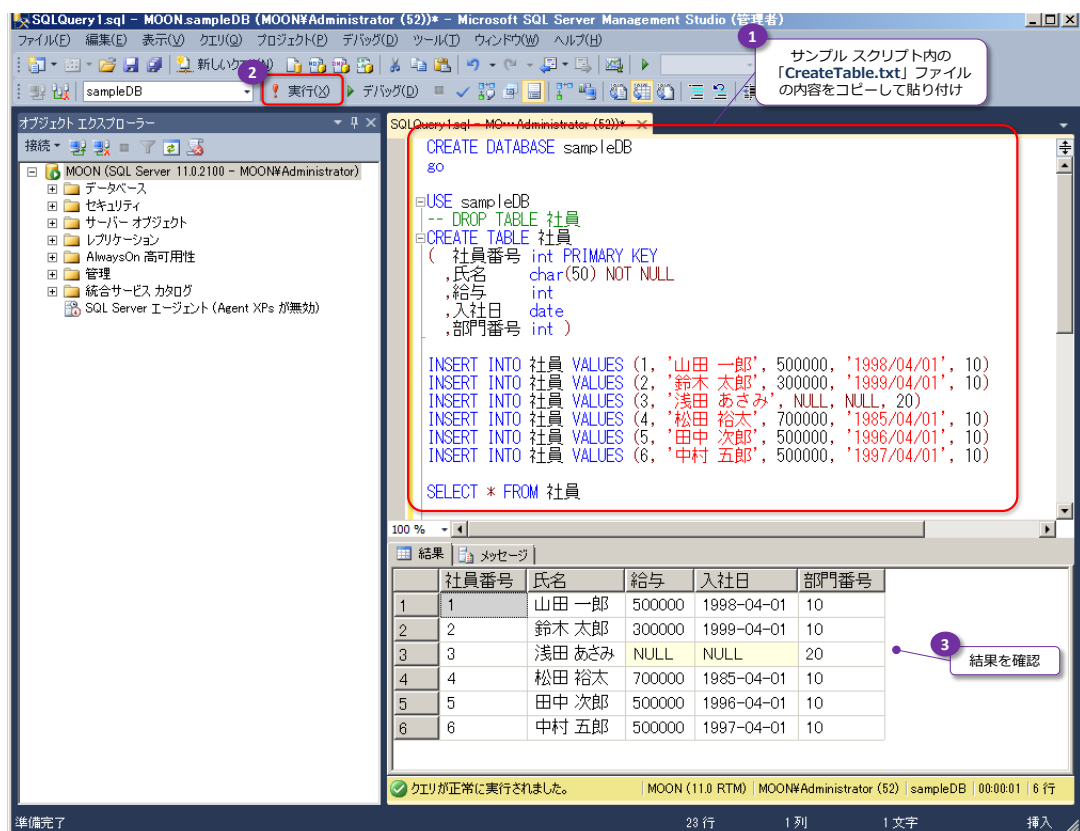 SQLQuery1.sql - MOON.sampleDB (MOON¥Administrator (52))* - Microsoft SQL Server Management Studio (管理者)
ファイル(F) 編集(E) 表示(V) クエリ(Q) プロジェクト(P) デバッグ(D) ツール(T) ウィンドウ(W) ヘルプ(H)
1
サンプル スクリプト内の
「CreateTable.txt」ファイル
の内容をコピーして貼り付け
2
sampleDB
実行(X)
デバッグ(D)
オブジェクト エクスプローラー
接続
MOON (SQL Server 11.0.2100 - MOON¥Administrator)
データベース
セキュリティ
サーバー オブジェクト
レプリケーション
AlwaysOn 高可用性
管理
統合サービス カタログ
SQL Server エージェント (Agent XPs が無効)
SQLQuery1.sql - MO...Administrator (52))*
CREATE DATABASE sampleDB
go
USE sampleDB
-- DROP TABLE 社員
CREATE TABLE 社員
( 社員番号 int PRIMARY KEY
,氏名 char(50) NOT NULL
,給与 int
,入社日 date
,部門番号 int )
INSERT INTO 社員 VALUES (1, '山田 一郎', 500000, '1998/04/01', 10)
INSERT INTO 社員 VALUES (2, '鈴木 太郎', 300000, '1999/04/01', 10)
INSERT INTO 社員 VALUES (3, '浅田 あさみ', NULL, NULL, 20)
INSERT INTO 社員 VALUES (4, '松田 裕太', 700000, '1985/04/01', 10)
INSERT INTO 社員 VALUES (5, '田中 次郎', 500000, '1996/04/01', 10)
INSERT INTO 社員 VALUES (6, '中村 五郎', 500000, '1997/04/01', 10)
SELECT * FROM 社員
100 %
結果 メッセージ
社員番号 氏名 給与 入社日 部門番号
1 1 山田 一郎 500000 1998-04-01 10
2 2 鈴木 太郎 300000 1999-04-01 10
3 3 浅田 あさみ NULL NULL 20
4 4 松田 裕太 700000 1985-04-01 10
5 5 田中 次郎 500000 1996-04-01 10
6 6 中村 五郎 500000 1997-04-01 10
3
結果を確認
クエリが正常に実行されました。 MOON (11.0 RTM) MOON¥Administrator (52) sampleDB 00:00:01 6 行
準備完了 23 行 1 列 1 文字 挿入